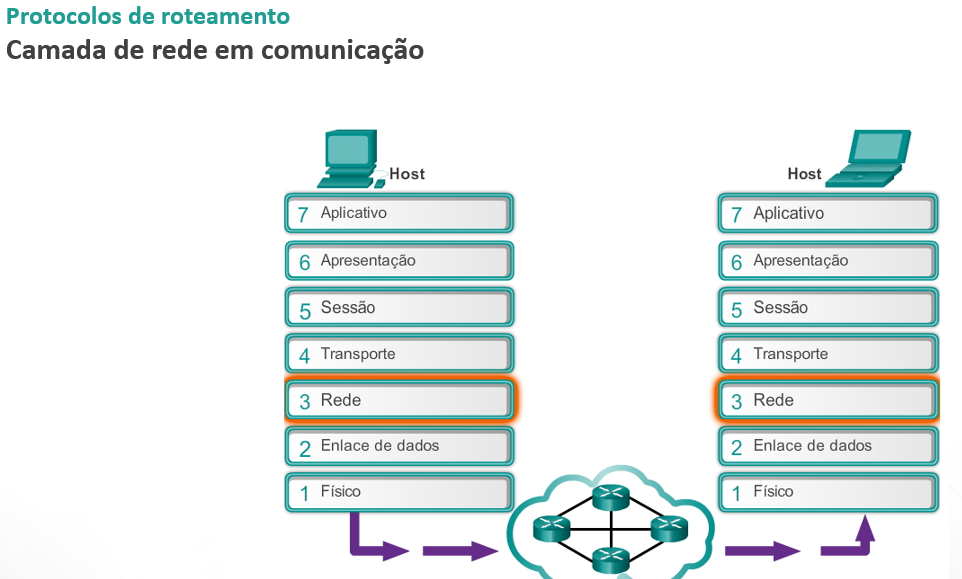 Protocolos de roteamento
Camada de rede em comunicação
Host
Host
7 Aplicativo
7 Aplicativo
6 Apresentação
6 Apresentação
5 Sessão
5 Sessão
4 Transporte
4 Transporte
3 Rede
3 Rede
2 Enlace de dados
2 Enlace de dados
1 Físico
1 Físico